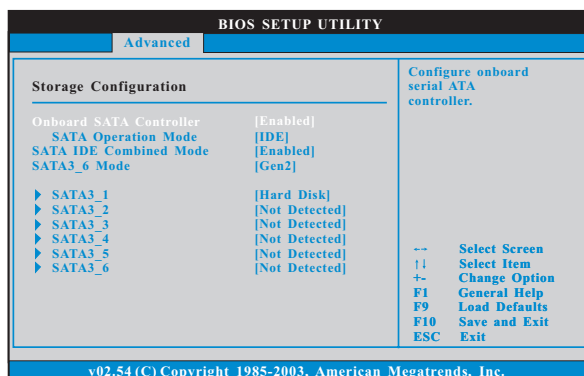 BIOS SETUP UTILITY
Advanced
Storage Configuration
Onboard SATA Controller [Enabled]
SATA Operation Mode [IDE]
SATA IDE Combined Mode [Enabled]
SATA3_6 Mode [Gen2]
SATA3_1 [Hard Disk]
SATA3_2 [Not Detected]
SATA3_3 [Not Detected]
SATA3_4 [Not Detected]
SATA3_5 [Not Detected]
SATA3_6 [Not Detected]
Configure onboard
serial ATA
controller.
←→ Select Screen
↑↓ Select Item
+- Change Option
F1 General Help
F9 Load Defaults
F10 Save and Exit
ESC Exit
v02.54 (C) Copyright 1985-2003, American Megatrends, Inc.